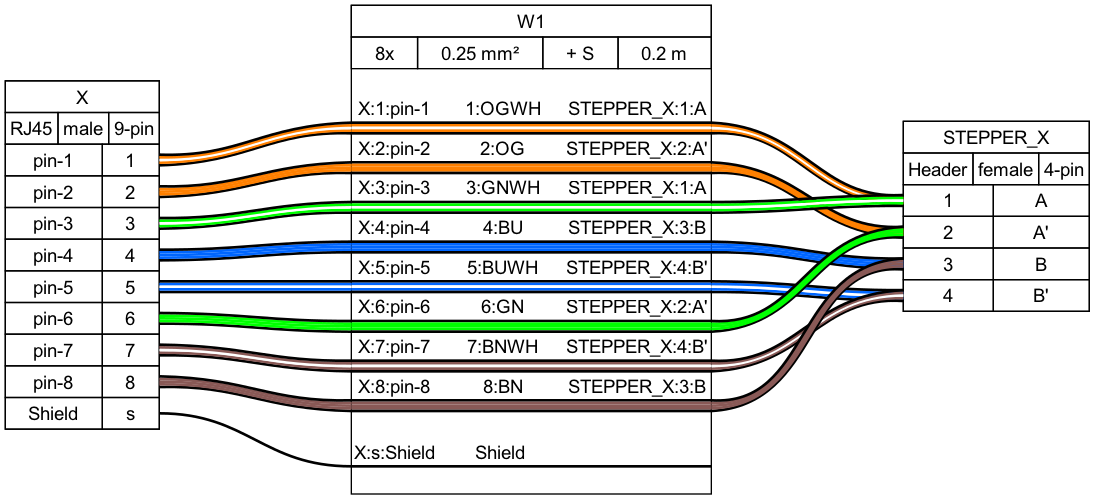 X
RJ45 male 9-pin
pin-1 1
pin-2 2
pin-3 3
pin-4 4
pin-5 5
pin-6 6
pin-7 7
pin-8 8
Shield s
W1
8x 0.25 mm² + S 0.2 m
X:1:pin-1 1:OGWH STEPPER_X:1:A
X:2:pin-2 2:OG STEPPER_X:2:A'
X:3:pin-3 3:GNWH STEPPER_X:1:A
X:4:pin-4 4:BU STEPPER_X:3:B
X:5:pin-5 5:BUWH STEPPER_X:4:B'
X:6:pin-6 6:GN STEPPER_X:2:A'
X:7:pin-7 7:BNWH STEPPER_X:4:B'
X:8:pin-8 8:BN STEPPER_X:3:B
X:s:Shield Shield
STEPPER_X
Header female 4-pin
1 A
2 A'
3 B
4 B'